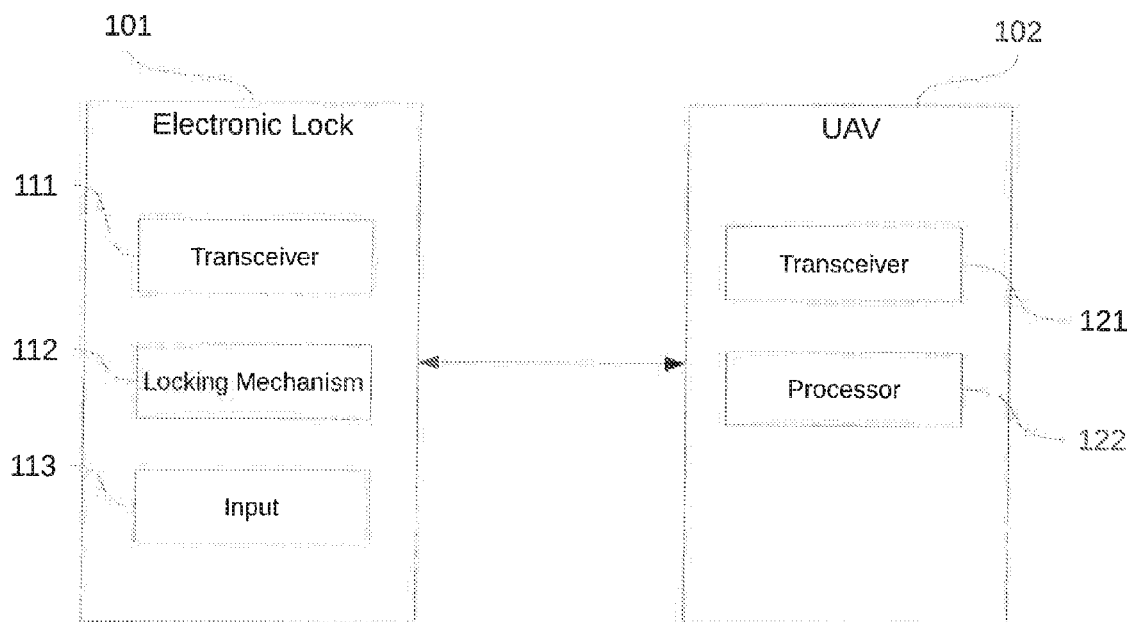 101
102
Electronic Lock
UAV
111
Transceiver
Transceiver
121
112
Locking Mechanism
Processor
122
113
Input